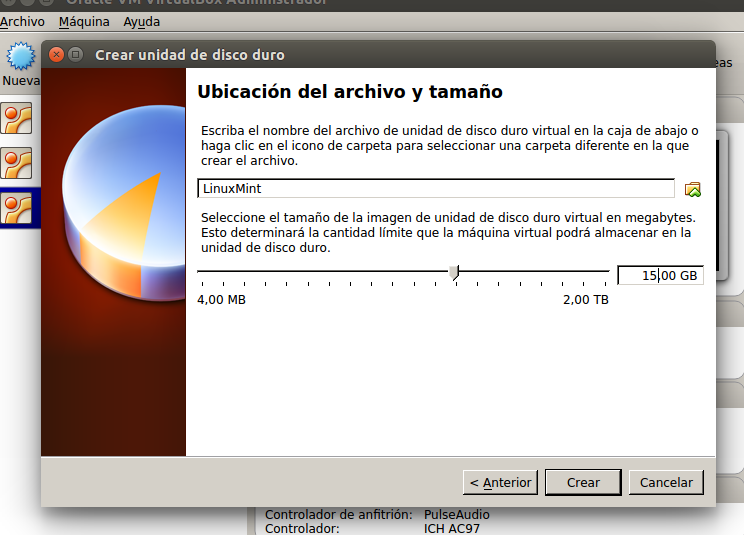 Oracle VM VirtualBox Administrador
Archivo Máquina Ayuda
Crear unidad de disco duro
Nueva
eas
Ubicación del archivo y tamaño
Escriba el nombre del archivo de unidad de disco duro virtual en la caja de abajo o
haga clic en el icono de carpeta para seleccionar una carpeta diferente en la que
crear el archivo.
LinuxMint
Seleccione el tamaño de la imagen de unidad de disco duro virtual en megabytes.
Esto determinará la cantidad límite que la máquina virtual podrá almacenar en la
unidad de disco duro.
15,00 GB
4,00 MB 2,00 TB
< Anterior Crear Cancelar
Controlador de anfitrión: PulseAudio
Controlador: ICH AC97